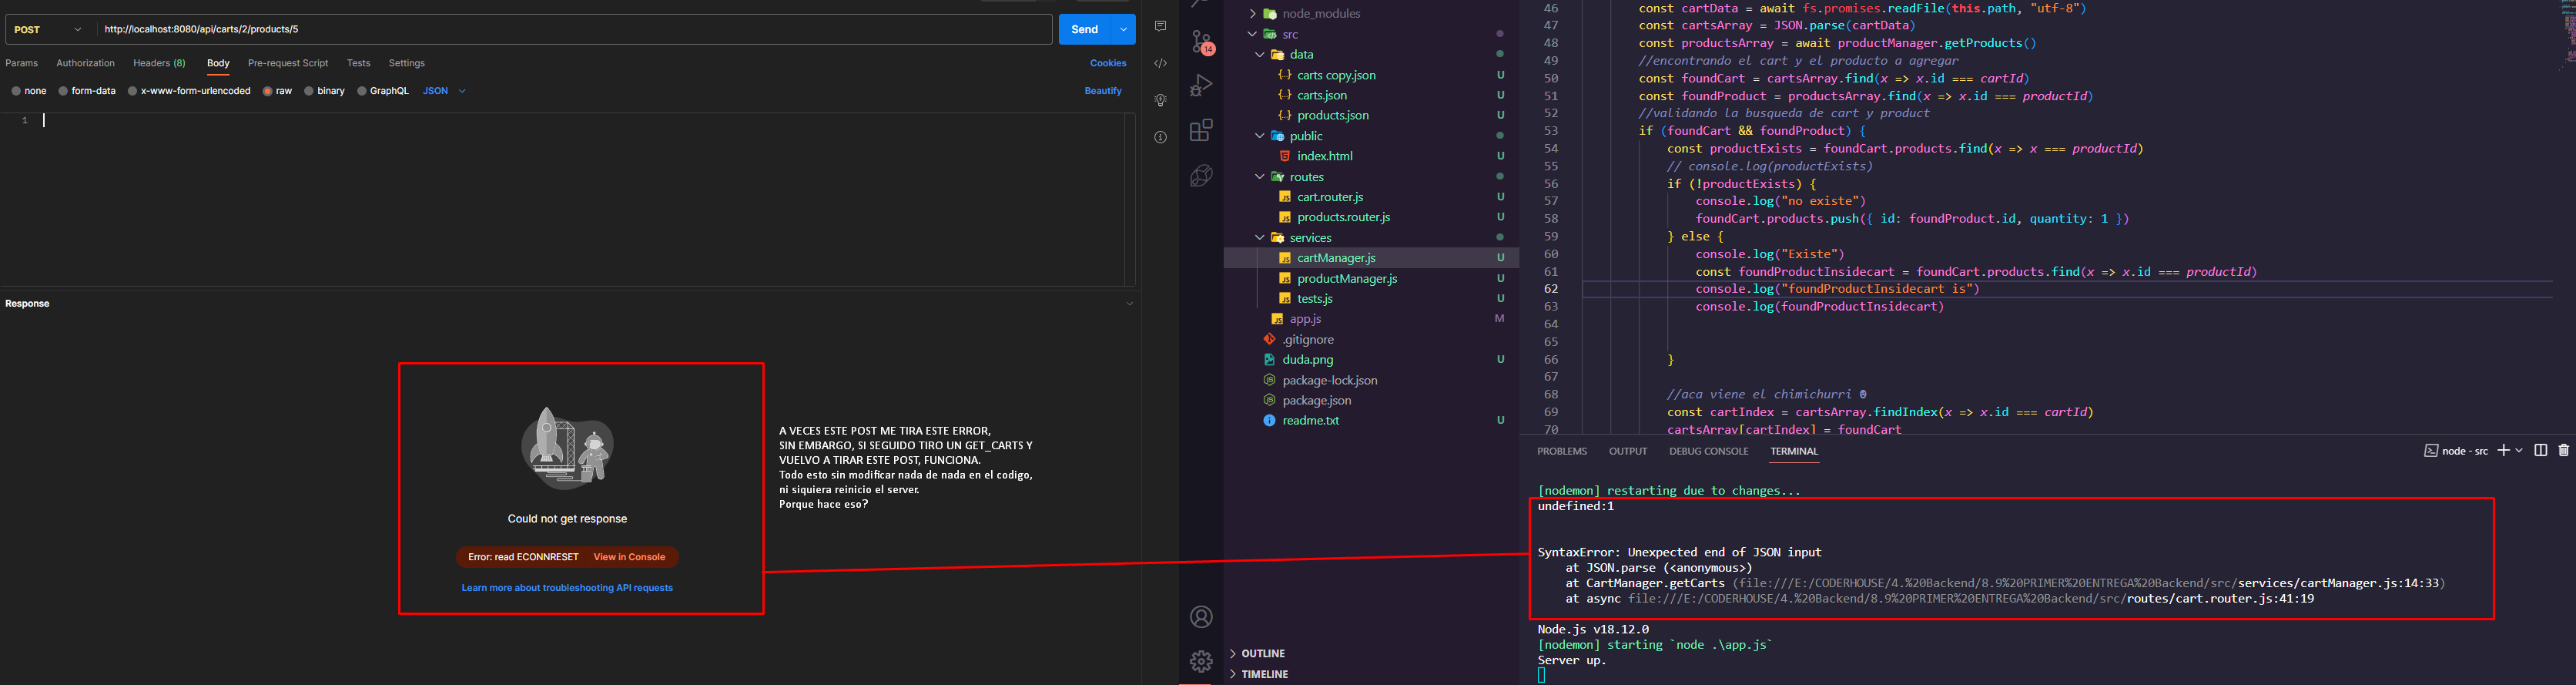 POST
http://localhost:8080/api/carts/2/products/5
Send
Params
Authorization
Headers (8)
Body
Pre-request Script
Tests
Settings
Cookies
none
form-data
x-www-form-urlencoded
raw
binary
GraphQL
JSON
Beautify
1
Response
Could not get response
Error: read ECONNRESET View in Console
Learn more about troubleshooting API requests
A VECES ESTE POST ME TIRA ESTE ERROR,
SIN EMBARGO, SI SEGUIDO TIRO UN GET_CARTS Y
VUELVO A TIRAR ESTE POST, FUNCIONA.
Todo esto sin modificar nada de nada en el codigo,
ni siquiera reinicio el server.
Porque hace eso?
14
node_modules
src
data
carts copy.json U
carts.json U
products.json U
public
index.html U
routes
cart.router.js U
products.router.js U
services
cartManager.js U
productManager.js U
tests.js U
app.js M
.gitignore
duda.png U
package-lock.json
package.json
readme.txt U
OUTLINE
TIMELINE
46 const cartData = await fs.promises.readFile(this.path, "utf-8")
47 const cartsArray = JSON.parse(cartData)
48 const productsArray = await productManager.getProducts()
49 //encontrando el cart y el producto a agregar
50 const foundCart = cartsArray.find(x => x.id === cartId)
51 const foundProduct = productsArray.find(x => x.id === productId)
52 //validando la busqueda de cart y product
53 if (foundCart && foundProduct) {
54 const productExists = foundCart.products.find(x => x === productId)
55 // console.log(productExists)
56 if (!productExists) {
57 console.log("no existe")
58 foundCart.products.push({ id: foundProduct.id, quantity: 1 })
59 } else {
60 console.log("Existe")
61 const foundProductInsidecart = foundCart.products.find(x => x.id === productId)
62 console.log("foundProductInsidecart is")
63 console.log(foundProductInsidecart)
64
65
66 }
67
68 //aca viene el chimichurri
69 const cartIndex = cartsArray.findIndex(x => x.id === cartId)
70 cartsArray[cartIndex] = foundCart
PROBLEMS OUTPUT DEBUG CONSOLE TERMINAL
node - src
[nodemon] restarting due to changes...
undefined:1
SyntaxError: Unexpected end of JSON input
at JSON.parse (<anonymous>)
at CartManager.getCarts (file:///E:/CODERHOUSE/4.%20Backend/8.9%20PRIMER%20ENTREGA%20Backend/src/services/cartManager.js:14:33)
at async file:///E:/CODERHOUSE/4.%20Backend/8.9%20PRIMER%20ENTREGA%20Backend/src/routes/cart.router.js:41:19
Node.js v18.12.0
[nodemon] starting `node .\app.js`
Server up.